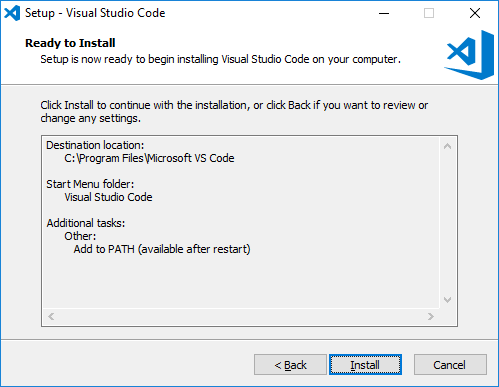 Setup - Visual Studio Code
Ready to Install
Setup is now ready to begin installing Visual Studio Code on your computer.
Click Install to continue with the installation, or click Back if you want to review or
change any settings.
Destination location:
C:\Program Files\Microsoft VS Code
Start Menu folder:
Visual Studio Code
Additional tasks:
Other:
Add to PATH (available after restart)
< Back Install Cancel